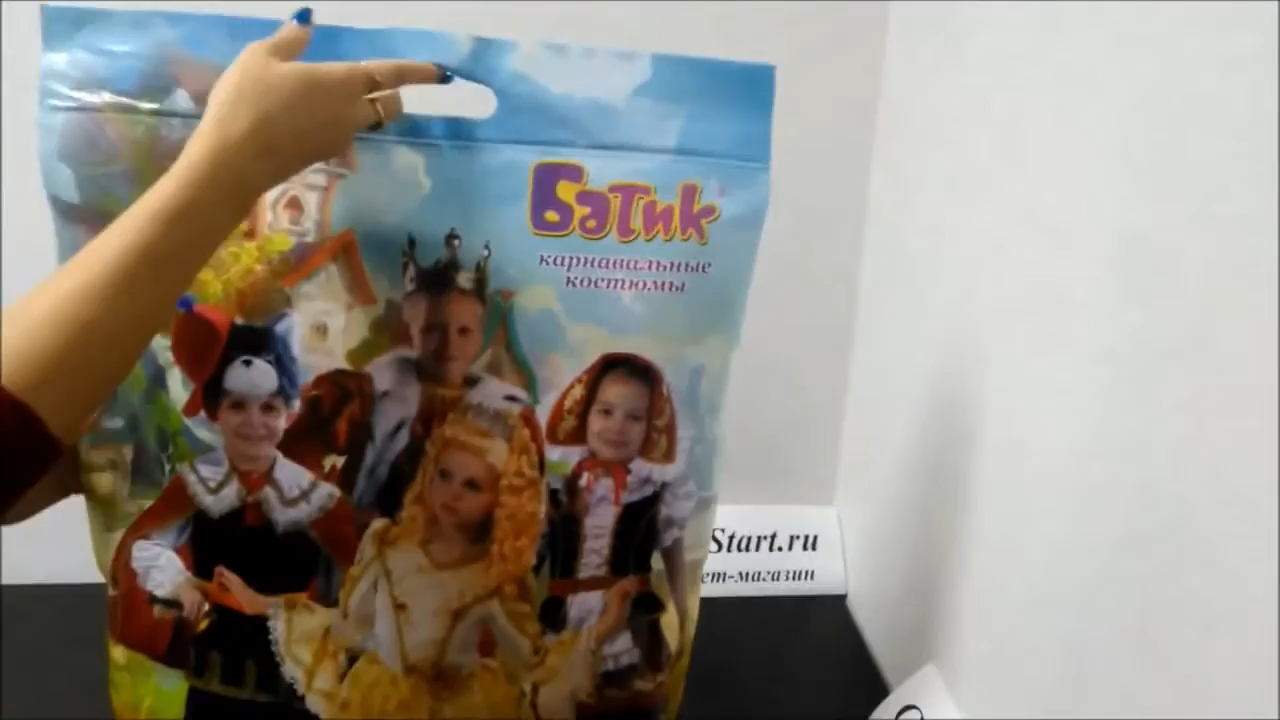 Батик
карнавальные
костюмы
Start.ru
ет-магазин